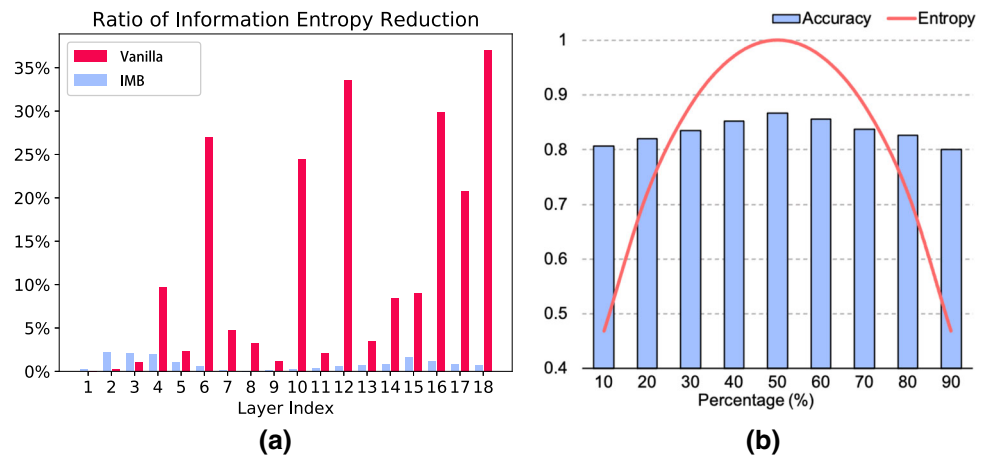 Ratio of Information Entropy Reduction
Vanilla
IMB
35%
30%
25%
20%
15%
10%
5%
0%
1 2 3 4 5 6 7 8 9 10 11 12 13 14 15 16 17 18
Layer Index
(a)
Accuracy Entropy
1
0.9
0.8
0.7
0.6
0.5
0.4
10 20 30 40 50 60 70 80 90
Percentage (%)
(b)